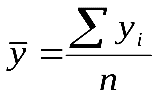 ȳ = ∑ yᵢ / n